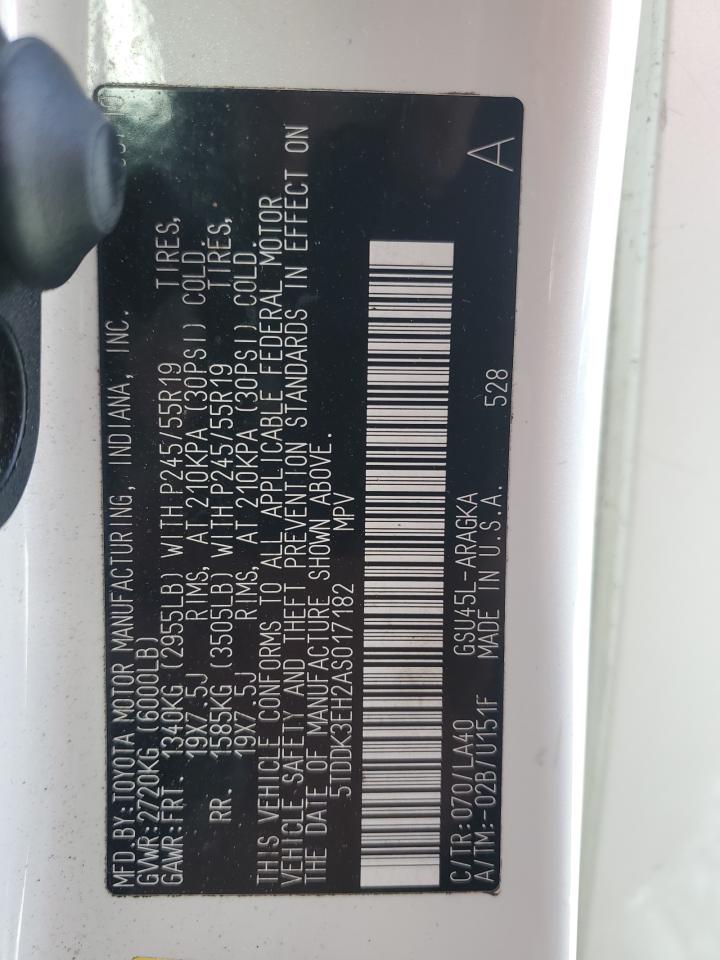 MFD.BY:TOYOTA MOTOR MANUFACTURING, INDIANA, INC.
GVWR:2720KG (6000LB)
GAWR:FRT. 1340KG (2955LB) WITH P245/55R19 TIRES,
19X7.5J RIMS, AT 210KPA (30PSI) COLD.
RR. 1585KG (3505LB) WITH P245/55R19 TIRES,
19X7.5J RIMS, AT 210KPA (30PSI) COLD.
THIS VEHICLE CONFORMS TO ALL APPLICABLE FEDERAL MOTOR
VEHICLE SAFETY AND THEFT PREVENTION STANDARDS IN EFFECT ON
THE DATE OF MANUFACTURE SHOWN ABOVE.
5TDDK3EH2AS017182 MPV
C/TR:070/LA40 GSU45L-ARAGKA
A/TM:-02B/U151F MADE IN U.S.A. 528 A